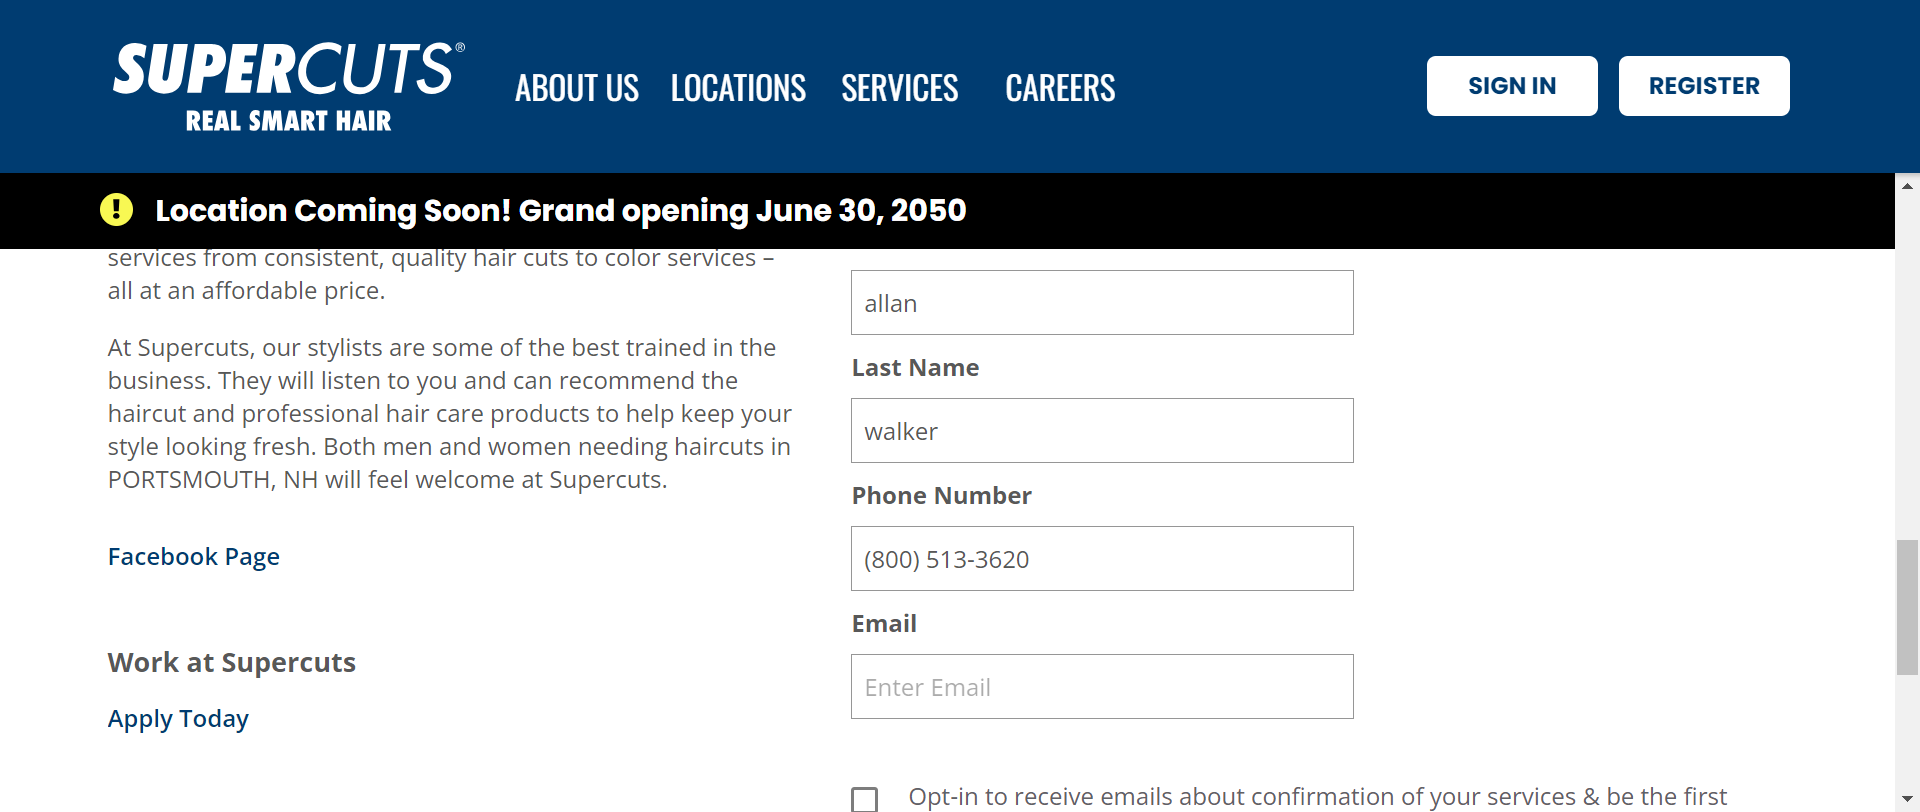 SUPERCUTS®
REAL SMART HAIR
ABOUT US LOCATIONS SERVICES CAREERS
SIGN IN REGISTER
Location Coming Soon! Grand opening June 30, 2050
services from consistent, quality hair cuts to color services –
all at an affordable price.
At Supercuts, our stylists are some of the best trained in the
business. They will listen to you and can recommend the
haircut and professional hair care products to help keep your
style looking fresh. Both men and women needing haircuts in
PORTSMOUTH, NH will feel welcome at Supercuts.
Facebook Page
Work at Supercuts
Apply Today
allan
Last Name
walker
Phone Number
(800) 513-3620
Email
Enter Email
Opt-in to receive emails about confirmation of your services & be the first